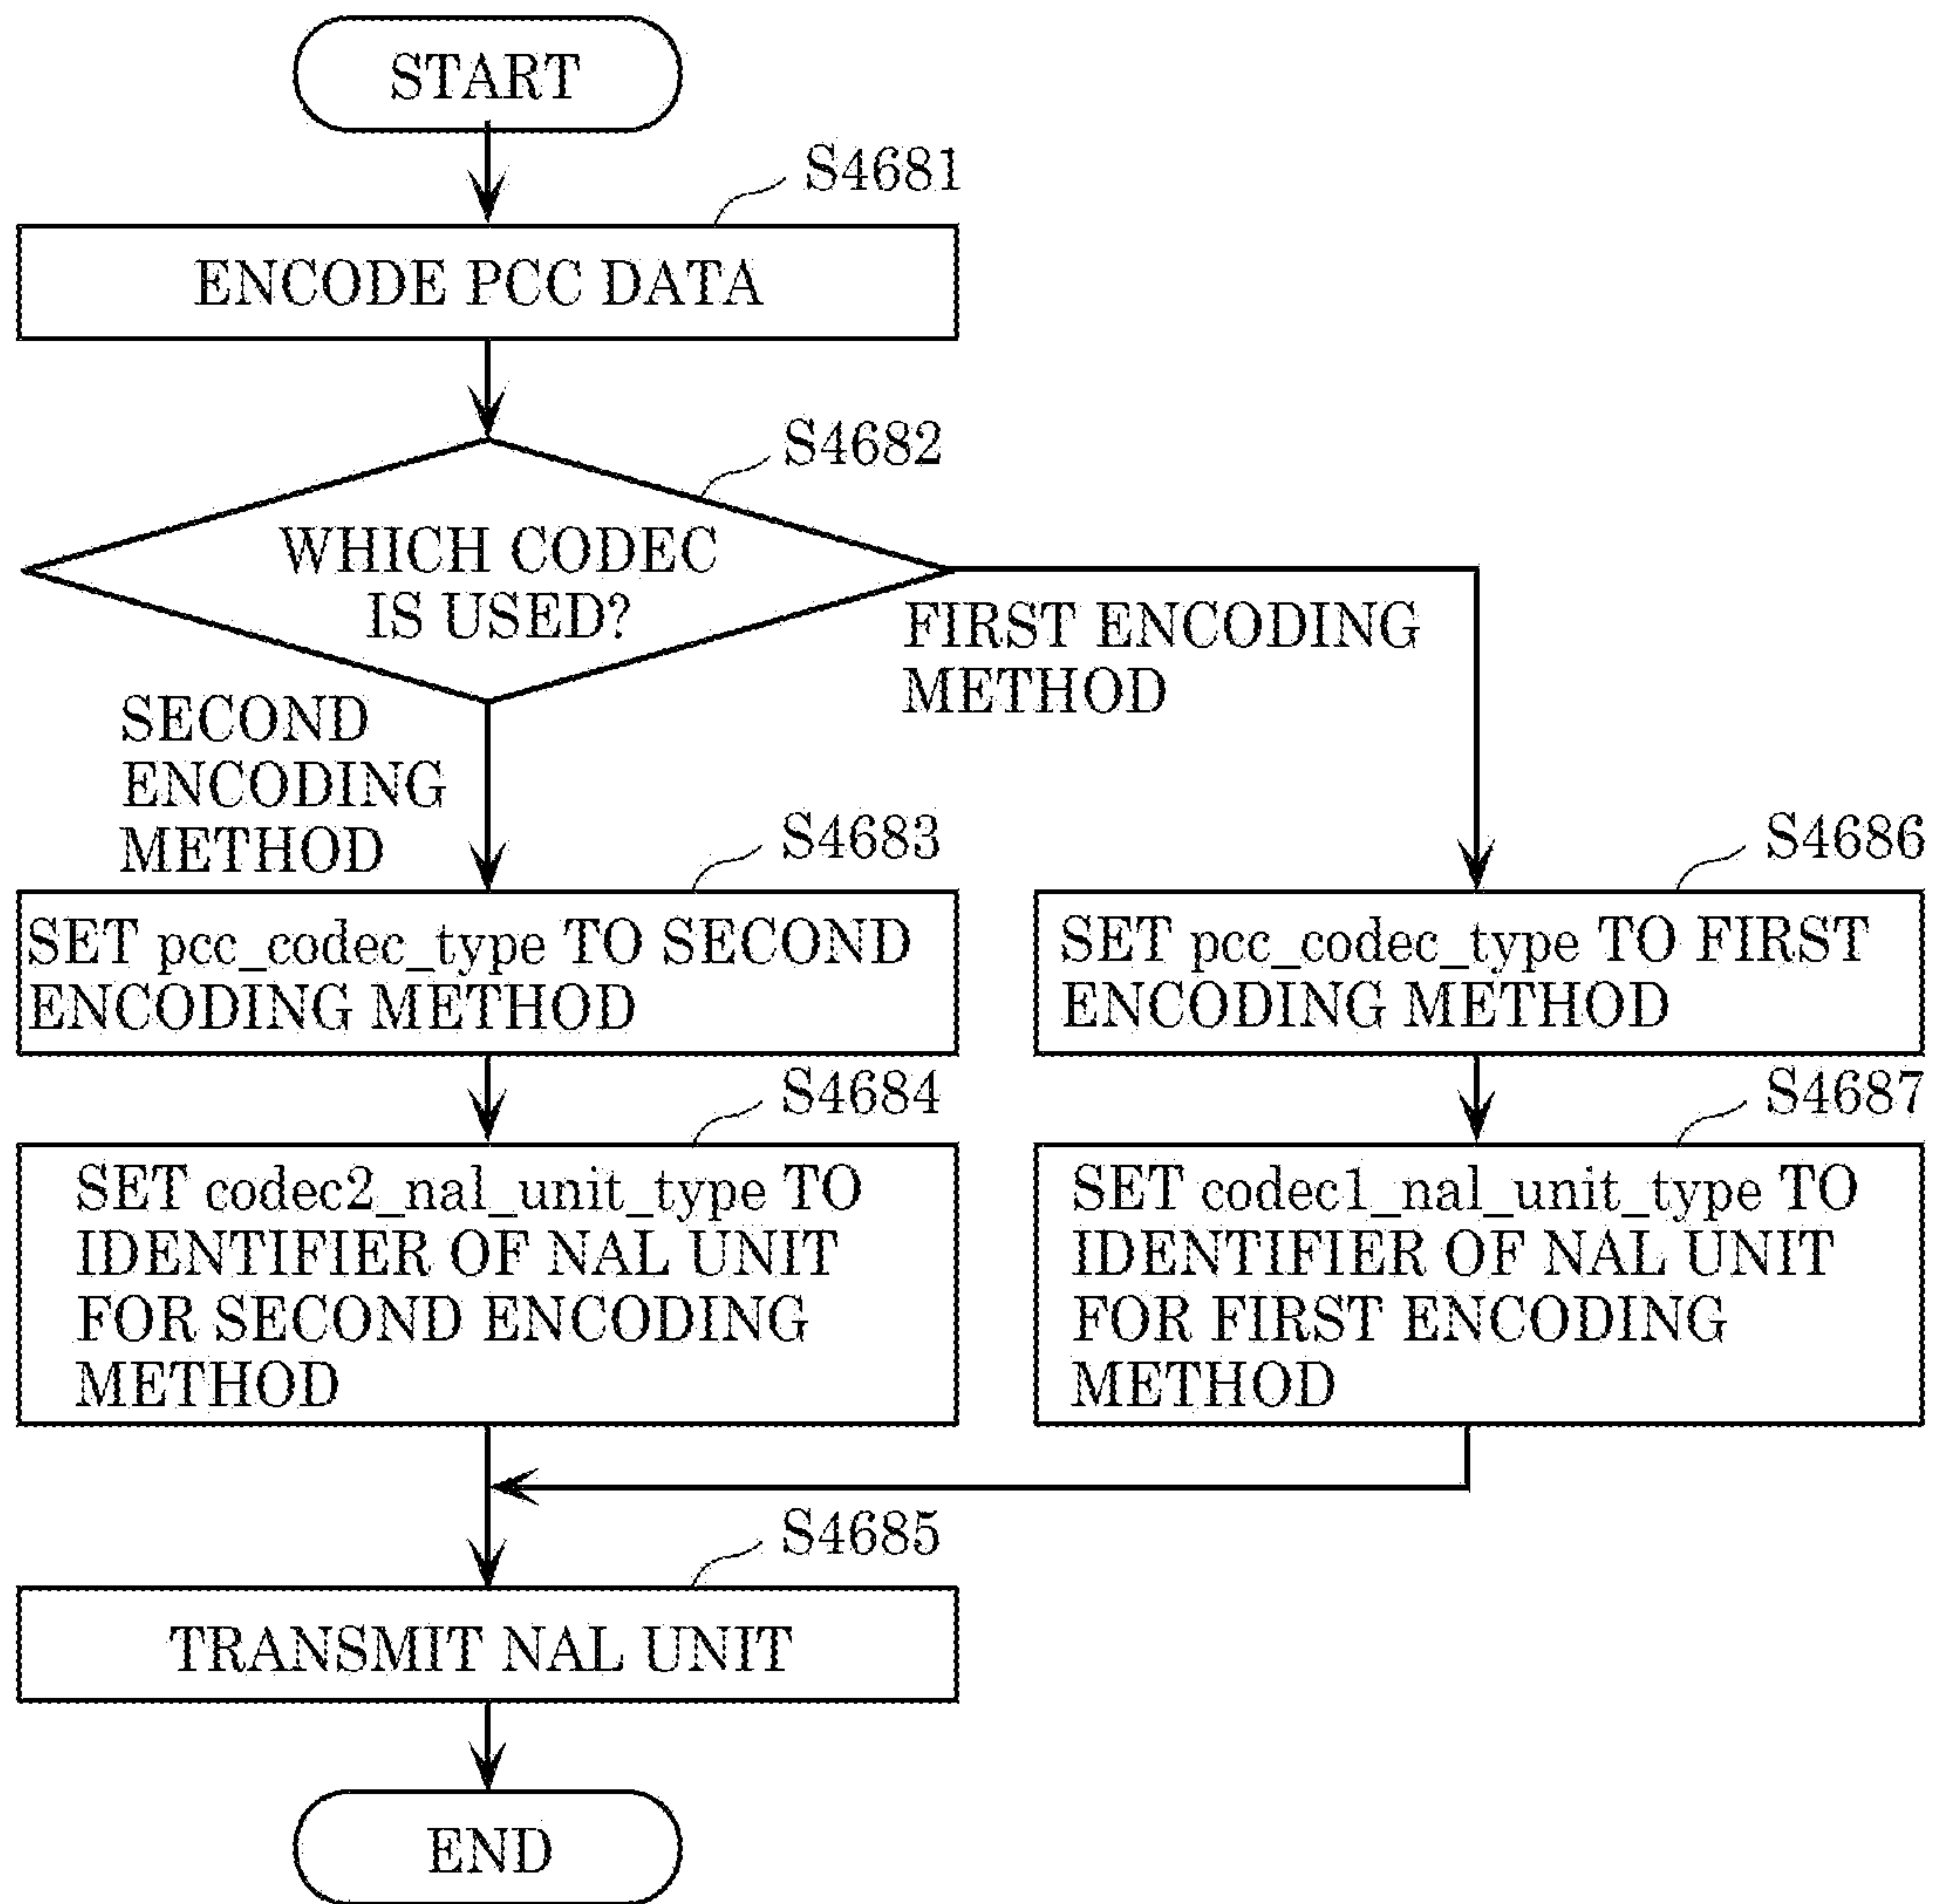 START
S4681
ENCODE PCC DATA
S4682
WHICH CODEC
IS USED?
FIRST ENCODING
METHOD
SECOND
ENCODING
METHOD
S4683
SET pcc_codec_type TO SECOND
ENCODING METHOD
S4686
SET pcc_codec_type TO FIRST
ENCODING METHOD
S4684
SET codec2_nal_unit_type TO
IDENTIFIER OF NAL UNIT
FOR SECOND ENCODING
METHOD
S4687
SET codec1_nal_unit_type TO
IDENTIFIER OF NAL UNIT
FOR FIRST ENCODING
METHOD
S4685
TRANSMIT NAL UNIT
END